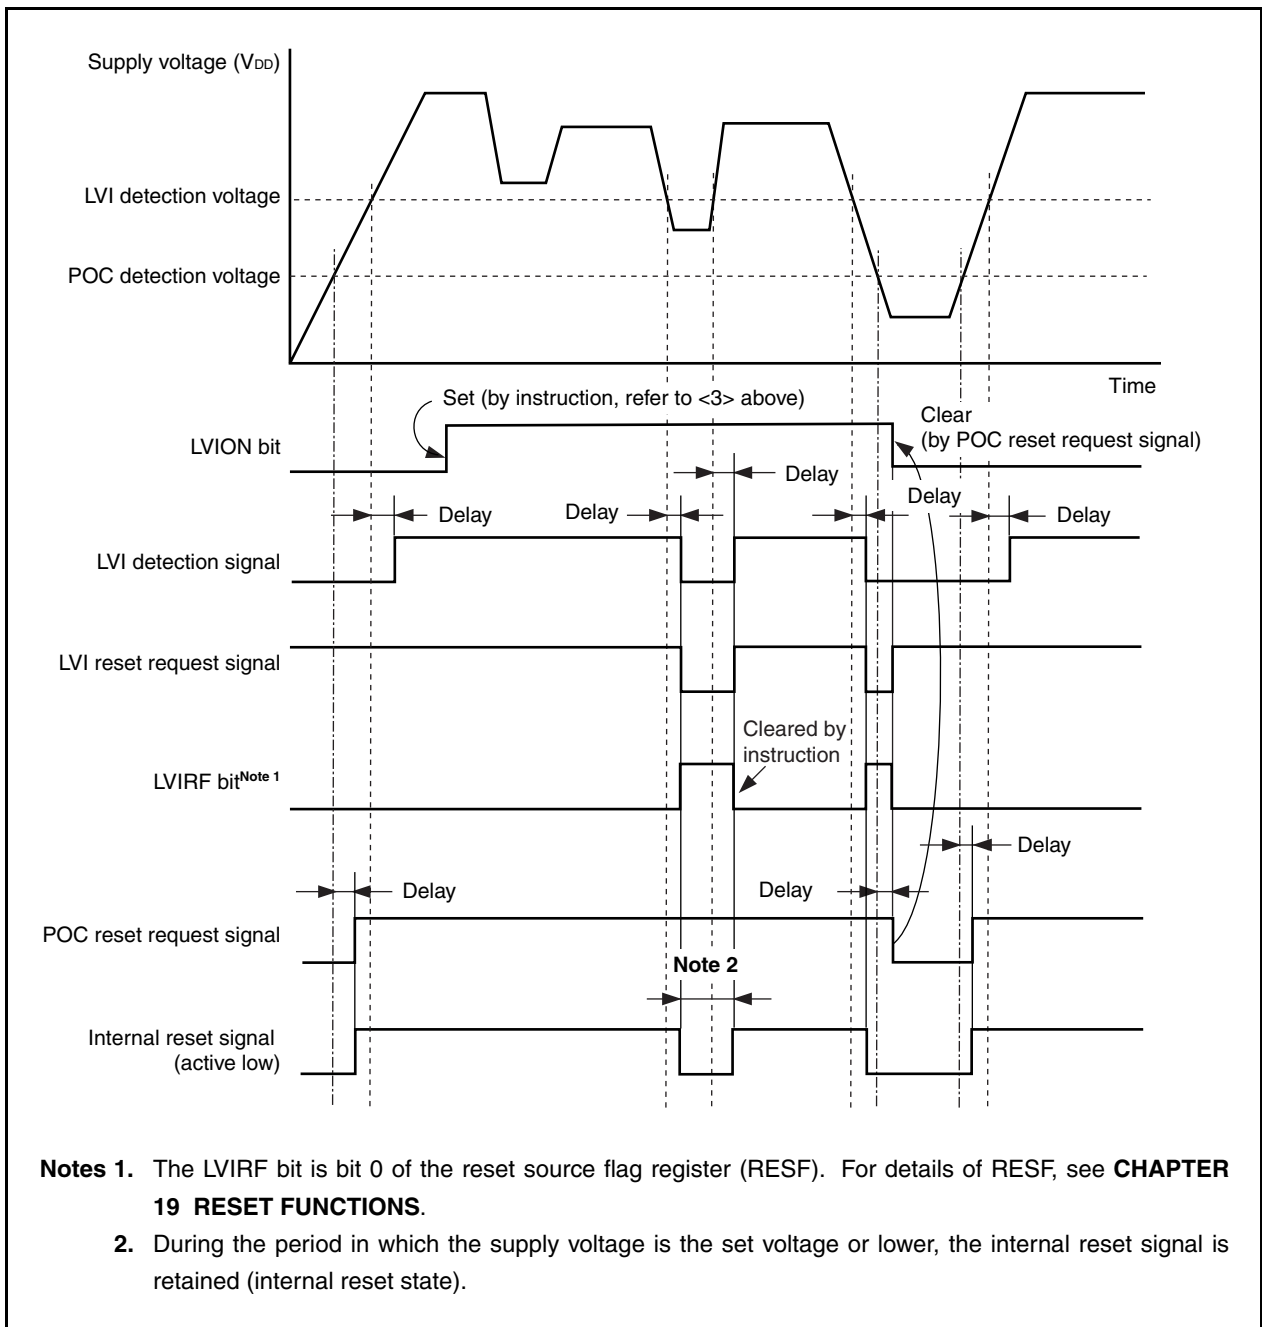 Supply voltage (VDD)
LVI detection voltage
POC detection voltage
Time
Set (by instruction, refer to <3> above)
Clear
(by POC reset request signal)
LVION bit
Delay
Delay
Delay
Delay
Delay
LVI detection signal
LVI reset request signal
Cleared by
instruction
LVIRF bitNote 1
Delay
Delay
Delay
POC reset request signal
Note 2
Internal reset signal
(active low)
Notes 1. The LVIRF bit is bit 0 of the reset source flag register (RESF). For details of RESF, see CHAPTER
19 RESET FUNCTIONS.
2. During the period in which the supply voltage is the set voltage or lower, the internal reset signal is
retained (internal reset state).